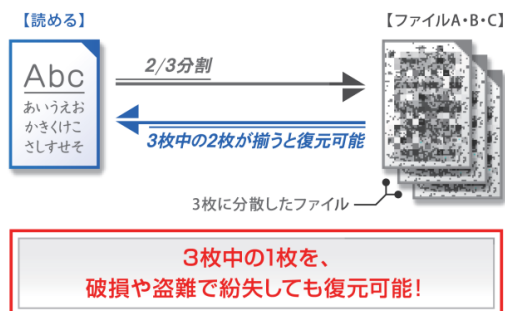 【読める】
【ファイルA・B・C】
Abc
あいうえお
かきくけこ
さしすせそ
2/3分割
3枚中の2枚が揃うと復元可能
3枚に分散したファイル
3枚中の1枚を、
破損や盗難で紛失しても復元可能!